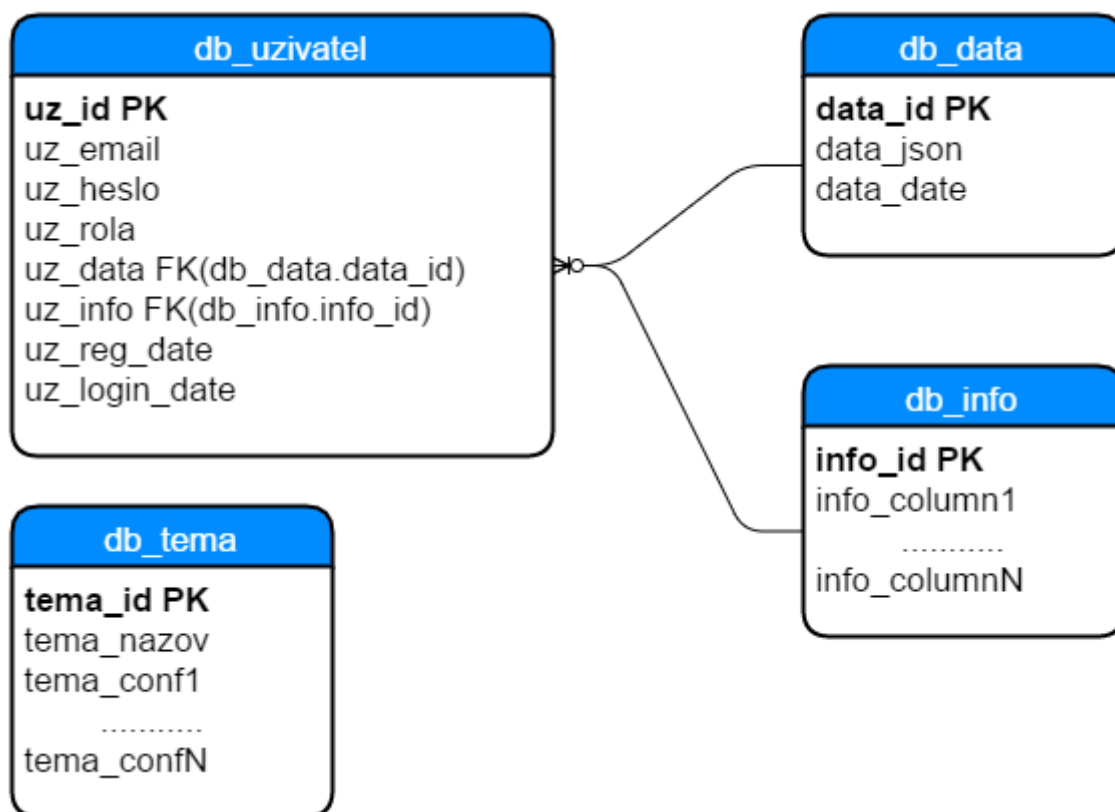 db_uzivatel
uz_id PK
uz_email
uz_heslo
uz_rola
uz_data FK(db_data.data_id)
uz_info FK(db_info.info_id)
uz_reg_date
uz_login_date
db_data
data_id PK
data_json
data_date
db_info
info_id PK
info_column1
...........
info_columnN
db_tema
tema_id PK
tema_nazov
tema_conf1
...........
tema_confN